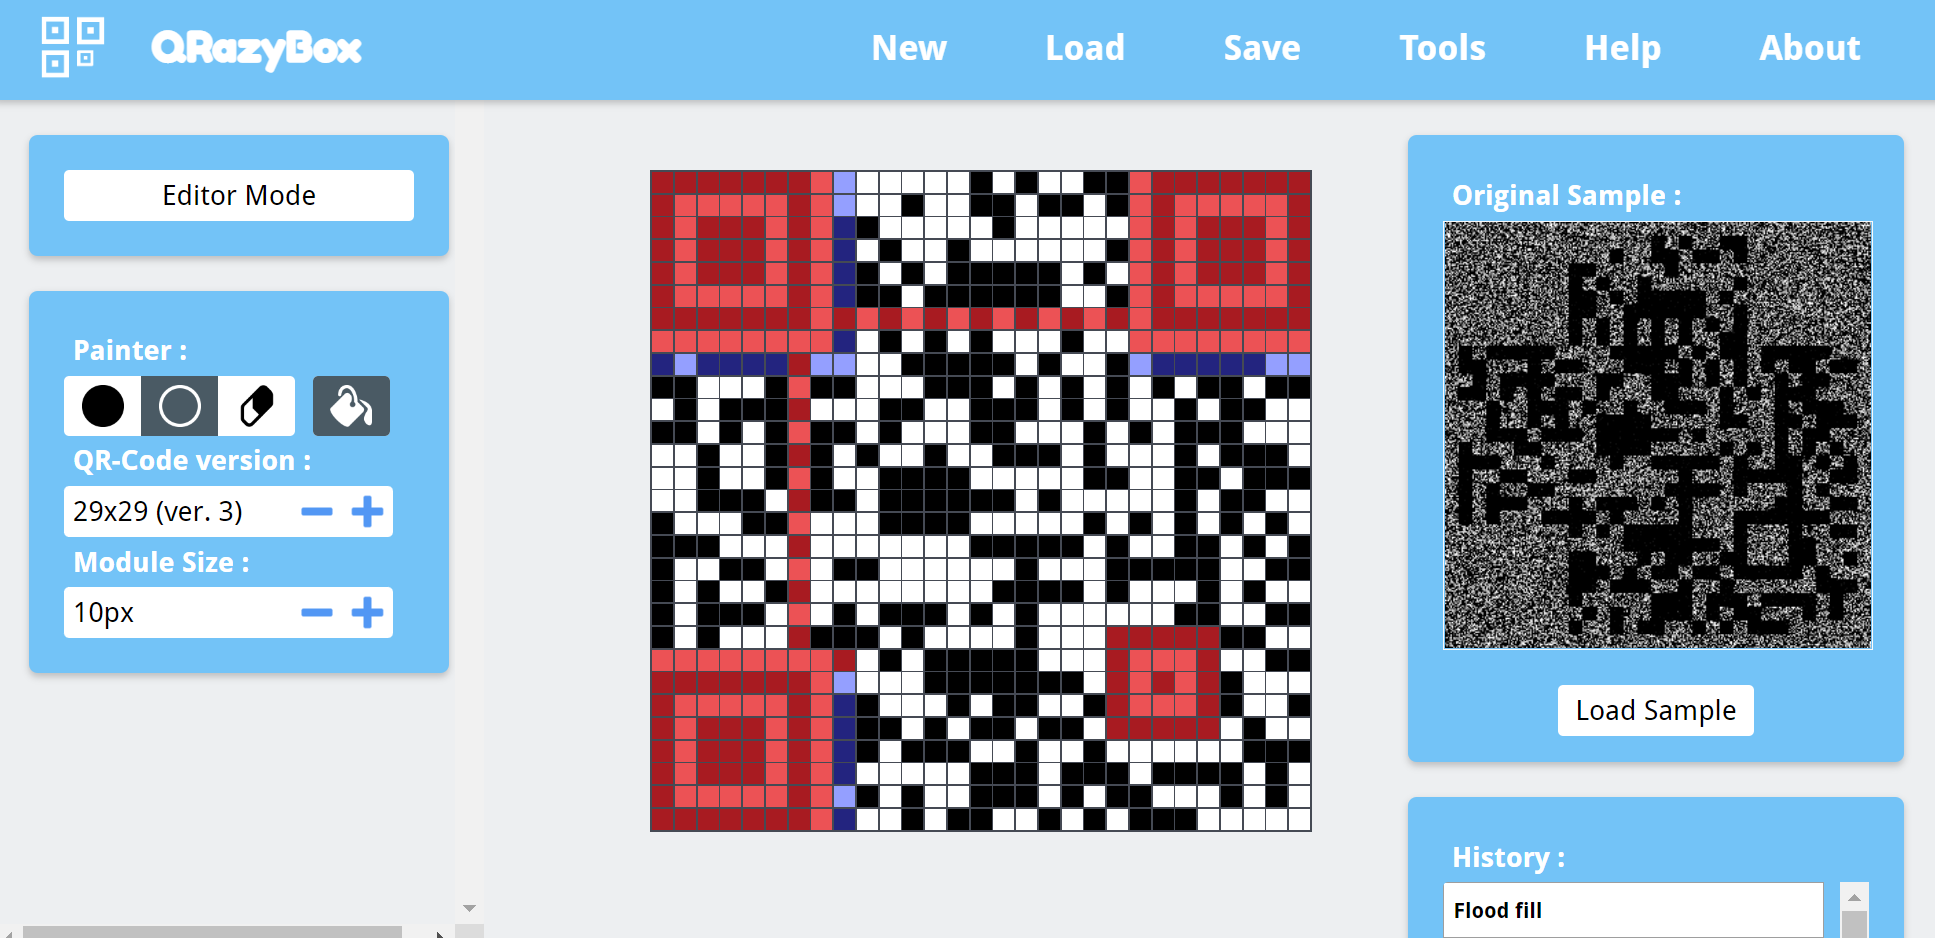 QRazyBox
New Load Save Tools Help About
Editor Mode
Painter :
QR-Code version :
29x29 (ver. 3)
Module Size :
10px
Original Sample :
Load Sample
History :
Flood fill